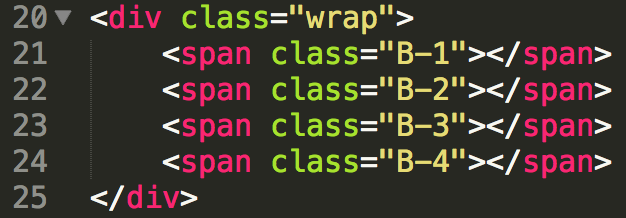 20 <div class="wrap">
21 <span class="B-1"></span>
22 <span class="B-2"></span>
23 <span class="B-3"></span>
24 <span class="B-4"></span>
25 </div>